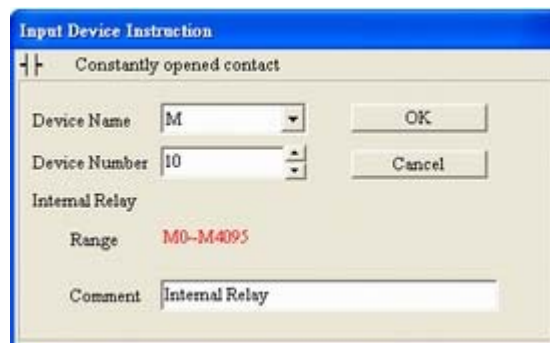 Input Device Instruction
Constantly opened contact
Device Name M OK
Device Number 10 Cancel
Internal Relay
Range M0--M4095
Comment Internal Relay